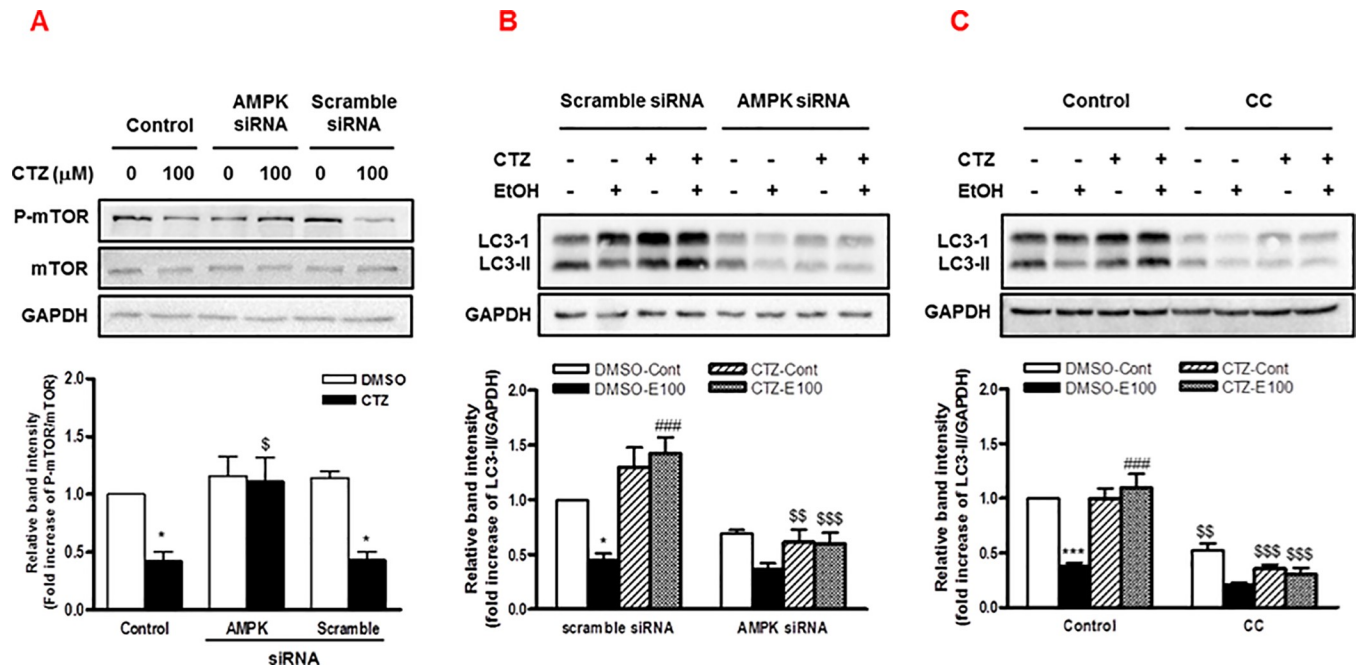 A
AMPK siRNA
Scramble siRNA
Control
CTZ (μM) 0 100 0 100 0 100
P-mTOR
mTOR
GAPDH
Relative band intensity
(Fold increase of P-mTOR/mTOR)
2.0
1.5
1.0
0.5
0.0
DMSO
CTZ
* $ *
Control AMPK Scramble
siRNA
B
Scramble siRNA AMPK siRNA
CTZ - - + + - - + +
EtOH - + - + - + - +
LC3-1
LC3-II
GAPDH
Relative band intensity
(fold increase of LC3-II/GAPDH)
2.0
1.5
1.0
0.5
0.0
DMSO-Cont CTZ-Cont
DMSO-E100 CTZ-E100
* ### $$ $$$
scramble siRNA AMPK siRNA
C
Control CC
CTZ - - + + - - + +
EtOH - + - + - + - +
LC3-1
LC3-II
GAPDH
Relative band intensity
(fold increase of LC3-II/GAPDH)
2.0
1.5
1.0
0.5
0.0
DMSO-Cont CTZ-Cont
DMSO-E100 CTZ-E100
*** ### $$ $$$ $$$
Control CC